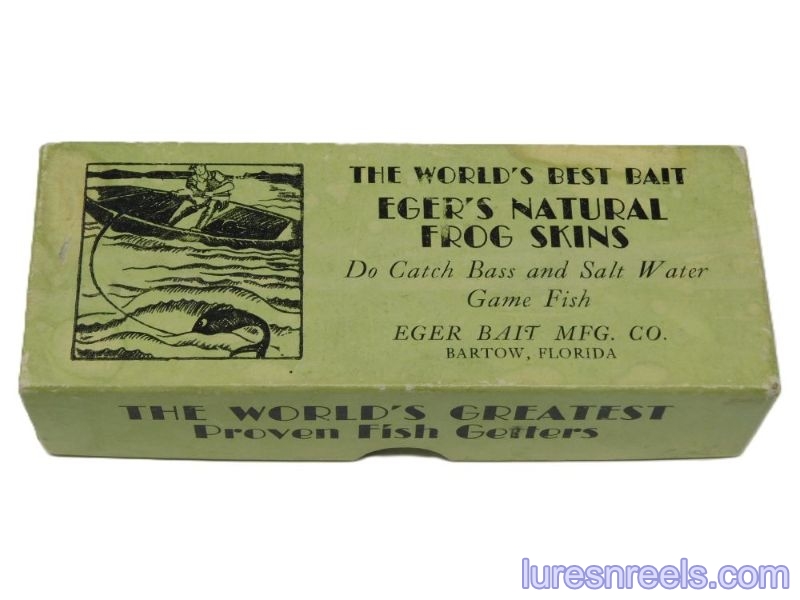 THE WORLD'S BEST BAIT
EGER'S NATURAL
FROG SKINS
Do Catch Bass and Salt Water
Game Fish
EGER BAIT MFG. CO.
BARTOW, FLORIDA
THE WORLD'S GREATEST
Proven Fish Getters
luresnreels.com